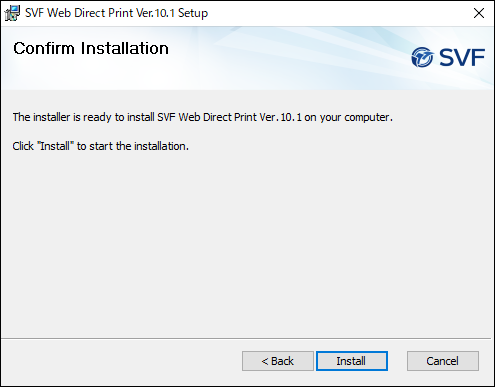 SVF Web Direct Print Ver.10.1 Setup
Confirm Installation
SVF
The installer is ready to install SVF Web Direct Print Ver.10.1 on your computer.
Click "Install" to start the installation.
< Back
Install
Cancel